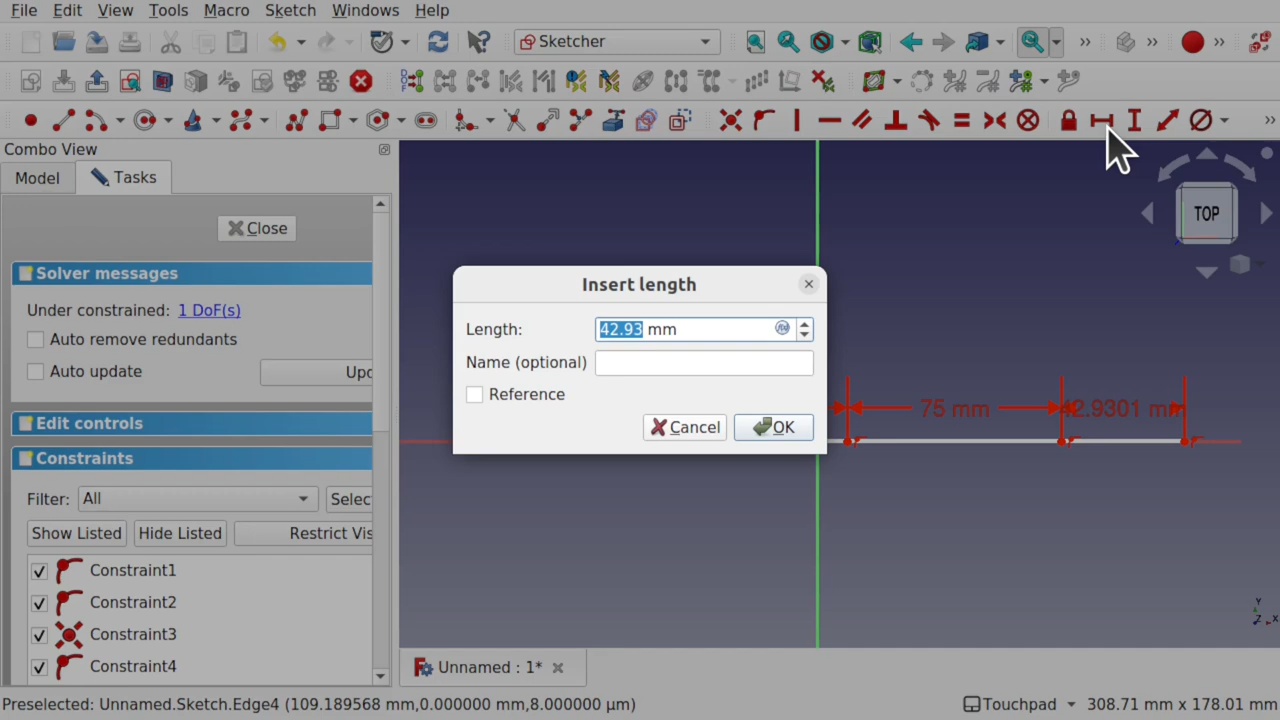 File Edit View Tools Macro Sketch Windows Help
Sketcher
Combo View
Model Tasks
TOP
Close
Solver messages
Insert length
Under constrained: 1 DoF(s)
Length: 42.93 mm
Auto remove redundants
Name (optional)
Auto update Upd
Reference
75 mm
Cancel OK
Edit controls
Constraints
Filter: All Selec
Show Listed Hide Listed Restrict Vis
Constraint1
Constraint2
Y
Z X
Constraint3
Constraint4
Unnamed : 1*
Preselected: Unnamed.Sketch.Edge4 (109.189568 mm,0.000000 mm,8.000000 µm) Touchpad 308.71 mm x 178.01 mm